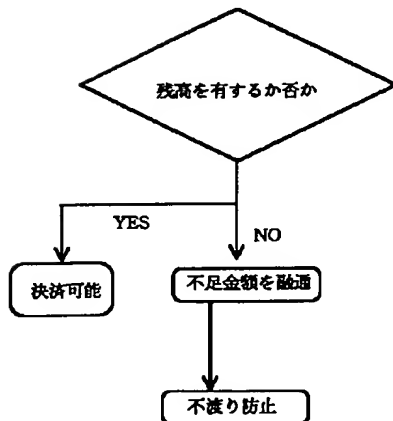 残高を有するか否か
YES
NO
決済可能
不足金額を融通
不渡り防止